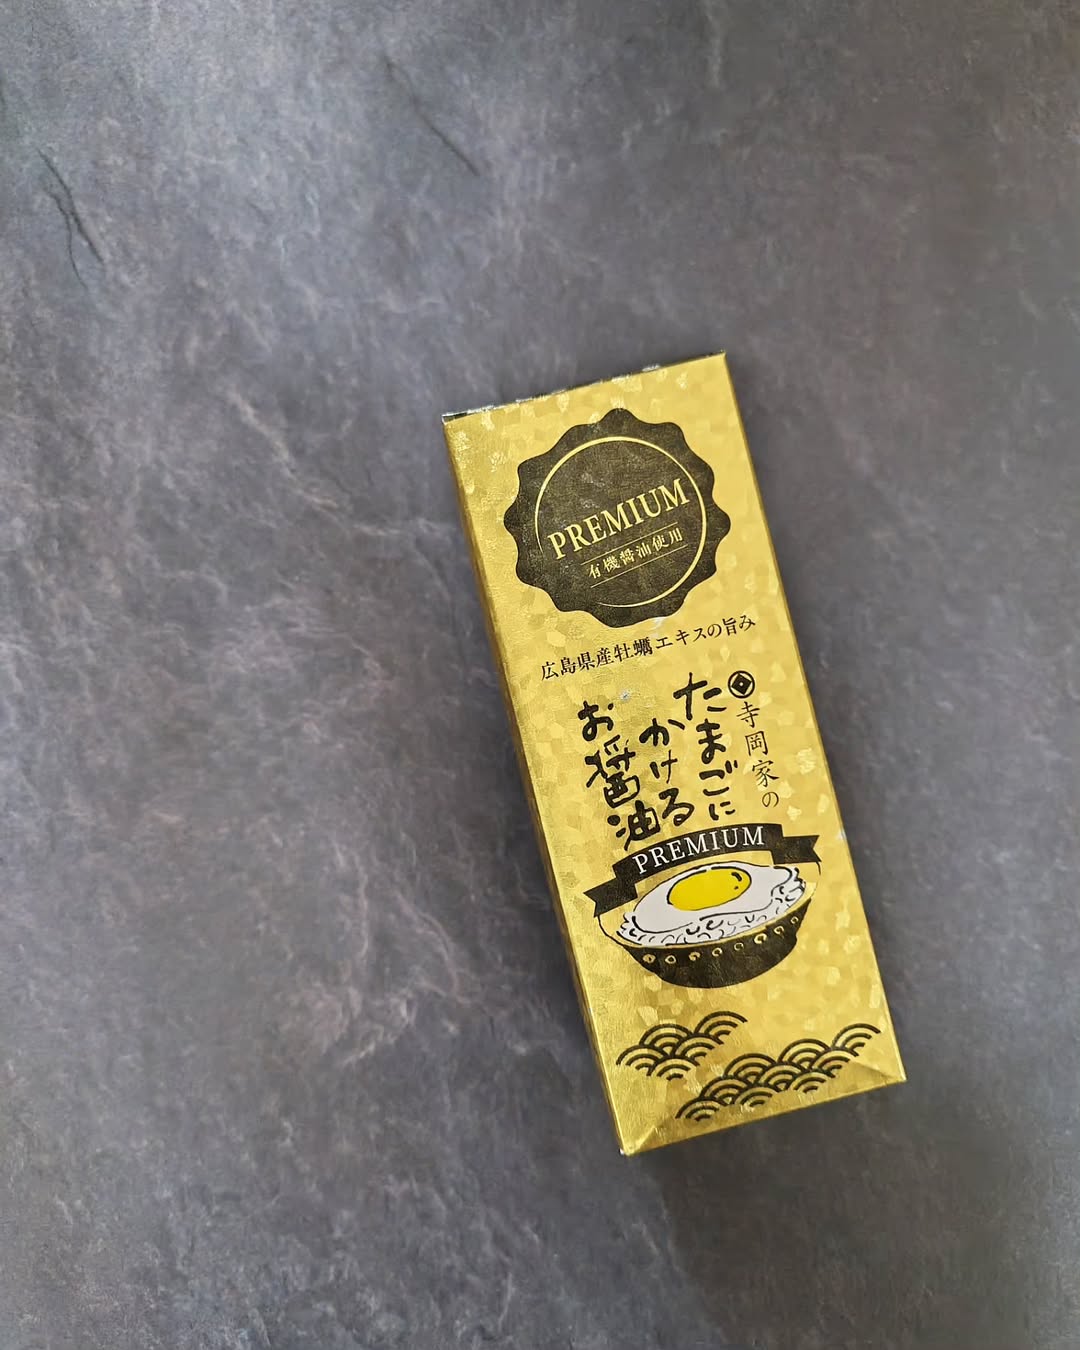 PREMIUM
有機醤油使用
広島県産牡蠣エキスの旨み
寺岡家の
たまごに
かける
お醤油
PREMIUM